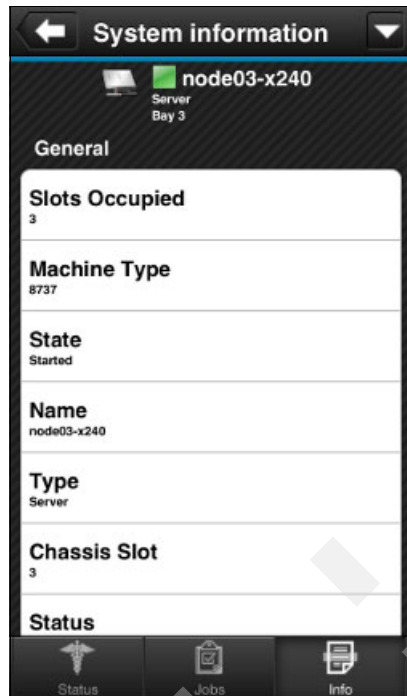 System information
node03-x240
Server
Bay 3
General
Slots Occupied
3
Machine Type
8737
State
Started
Name
node03-x240
Type
Server
Chassis Slot
3
Status
Status Jobs Info